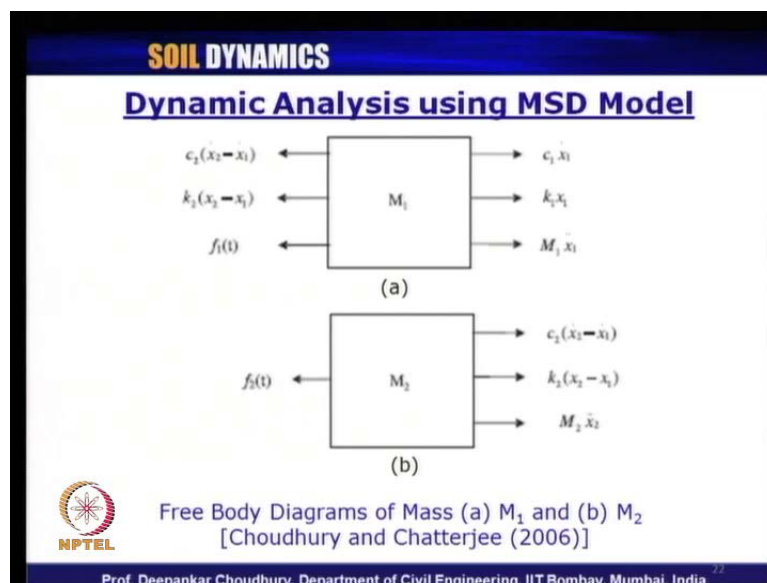 SOIL DYNAMICS
Dynamic Analysis using MSD Model
c₂(ẋ₂−ẋ₁)
c₁ẋ₁
k₂(x₂−x₁)
M₁
k₁x₁
f₁(t)
M₁ẍ₁
(a)
c₂(ẋ₂−ẋ₁)
f₂(t)
M₂
k₂(x₂−x₁)
M₂ẍ₂
(b)
Free Body Diagrams of Mass (a) M₁ and (b) M₂
[Choudhury and Chatterjee (2006)]
NPTEL
22
Prof. Deepankar Choudhury, Department of Civil Engineering, IIT Bombay, Mumbai, India